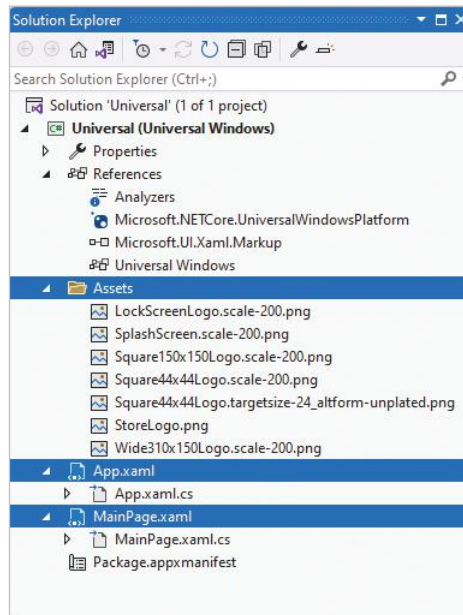 Solution Explorer
Search Solution Explorer (Ctrl+;)
Solution 'Universal' (1 of 1 project)
C# Universal (Universal Windows)
Properties
References
Analyzers
Microsoft.NETCore.UniversalWindowsPlatform
Microsoft.UI.Xaml.Markup
Universal Windows
Assets
LockScreenLogo.scale-200.png
SplashScreen.scale-200.png
Square150x150Logo.scale-200.png
Square44x44Logo.scale-200.png
Square44x44Logo.targetsize-24_altform-unplated.png
StoreLogo.png
Wide310x150Logo.scale-200.png
App.xaml
App.xaml.cs
MainPage.xaml
MainPage.xaml.cs
Package.appxmanifest